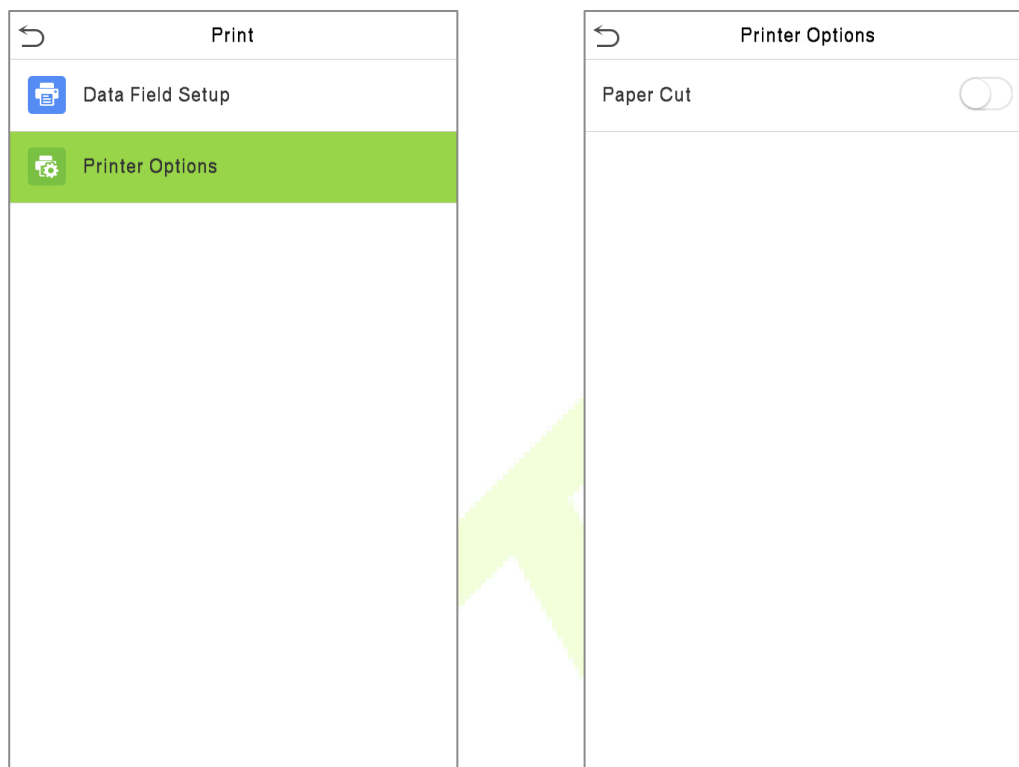 Print
Data Field Setup
Printer Options
Printer Options
Paper Cut